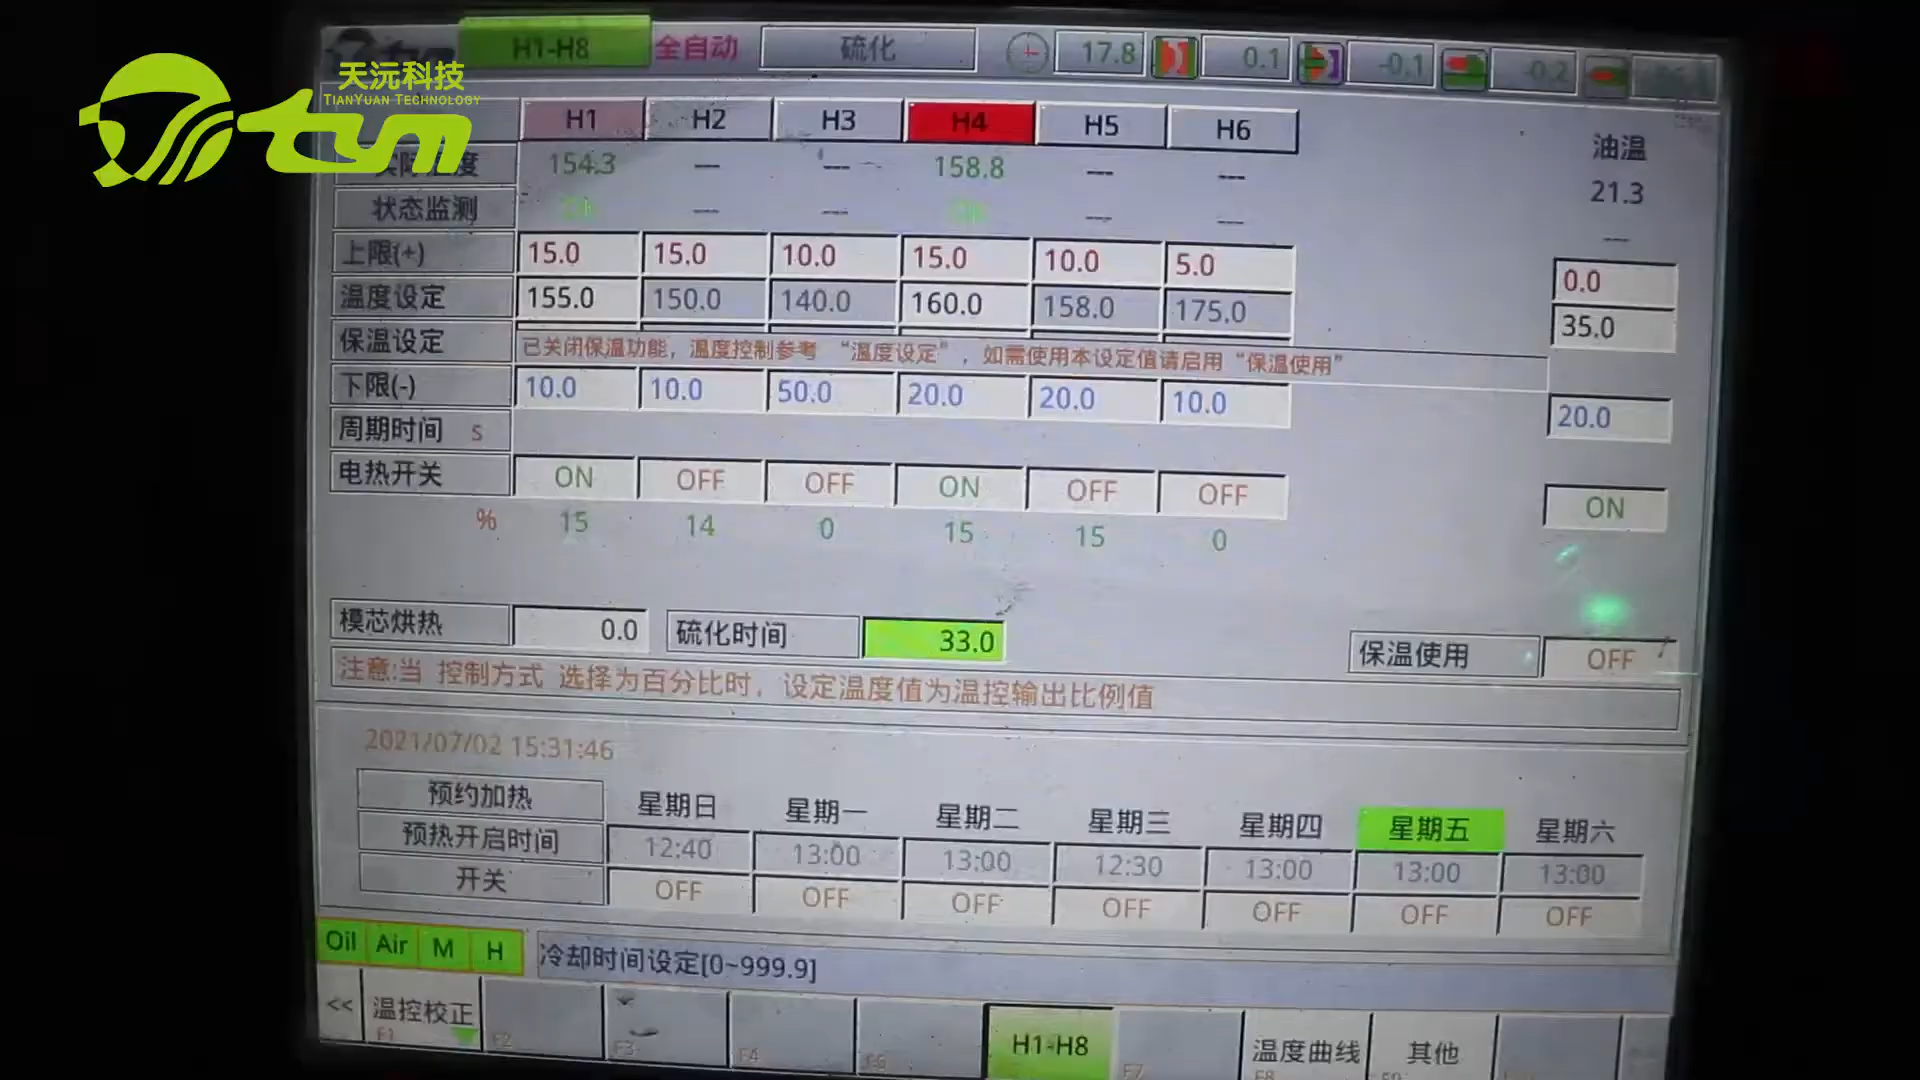 天沅科技
TIANYUAN TECHNOLOGY
tym
H1-H8 全自动 硫化 17.8 0.1 -0.1 -0.2
H1 H2 H3 H4 H5 H6 油温
实际温度 154.3 --- --- 158.8 --- --- 21.3
状态监测 --- --- --- --- ---
上限(+) 15.0 15.0 10.0 15.0 10.0 5.0 0.0
温度设定 155.0 150.0 140.0 160.0 158.0 175.0 35.0
保温设定 已关闭保温功能，温度控制参考 “温度设定”，如需使用本设定值请启用 “保温使用”
下限(-) 10.0 10.0 50.0 20.0 20.0 10.0 20.0
周期时间 s
电热开关 ON OFF OFF ON OFF OFF ON
% 15 14 0 15 15 0
模芯烘热 0.0 硫化时间 33.0 保温使用 OFF
注意:当 控制方式 选择为百分比时，设定温度值为温控输出比例值
2021/07/02 15:31:46
预约加热 星期日 星期一 星期二 星期三 星期四 星期五 星期六
预热开启时间 12:40 13:00 13:00 12:30 13:00 13:00 13:00
开关 OFF OFF OFF OFF OFF OFF OFF
Oil Air M H 冷却时间设定[0~999.9]
<< 温控校正 H1-H8 温度曲线 其他
F1 F2 F3 F4 F7 F8 F9